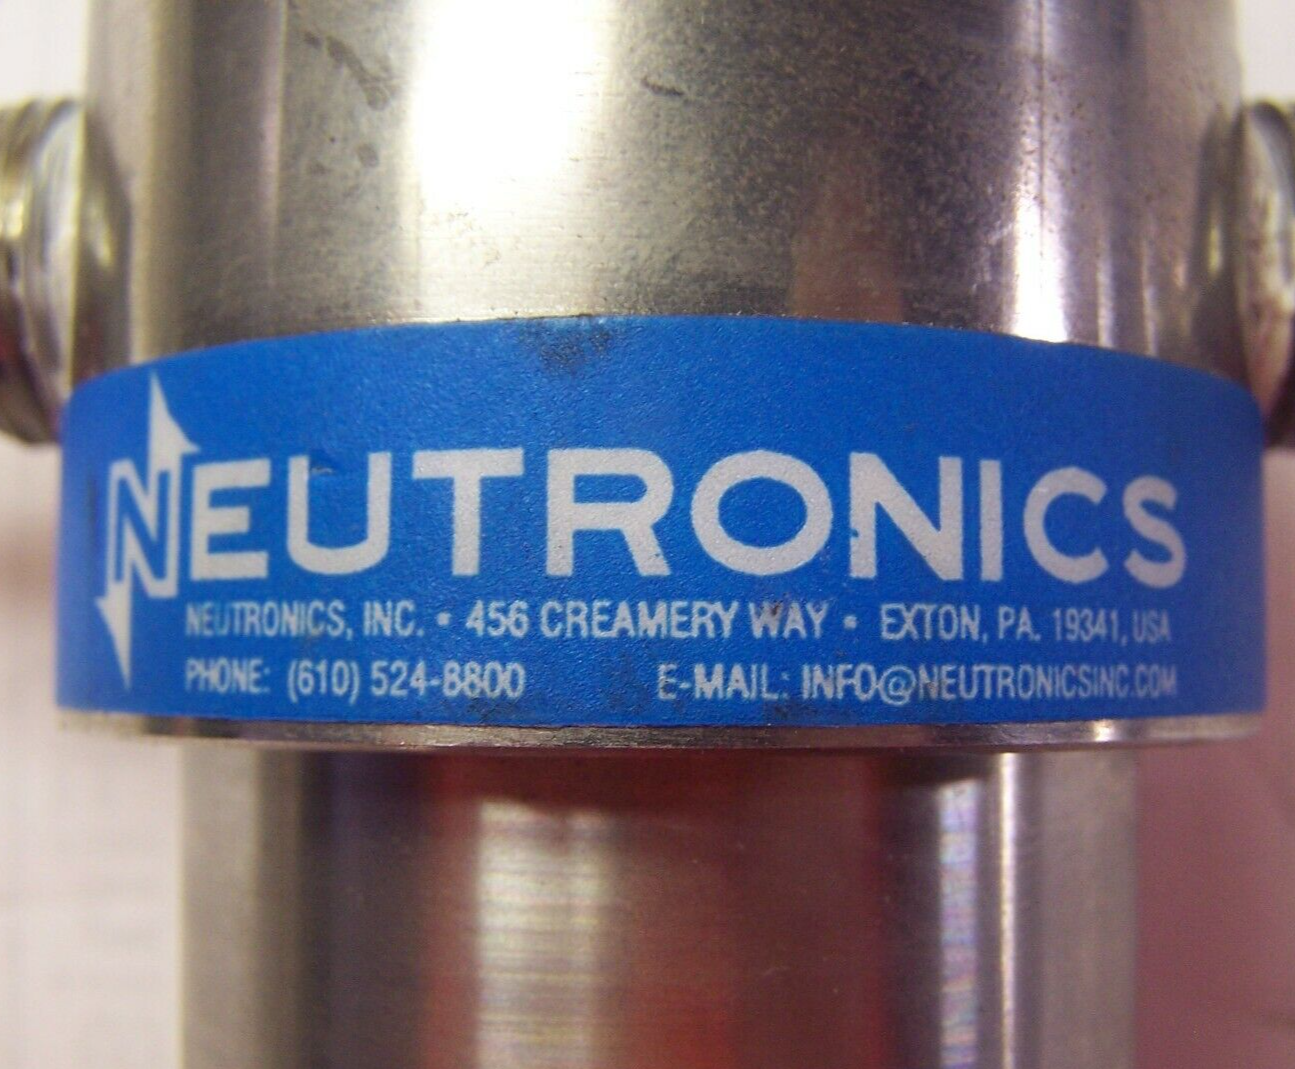 NEUTRONICS
NEUTRONICS, INC. • 456 CREAMERY WAY • EXTON, PA. 19341, USA
PHONE: (610) 524-8800 E-MAIL: INFO@NEUTRONICSINC.COM